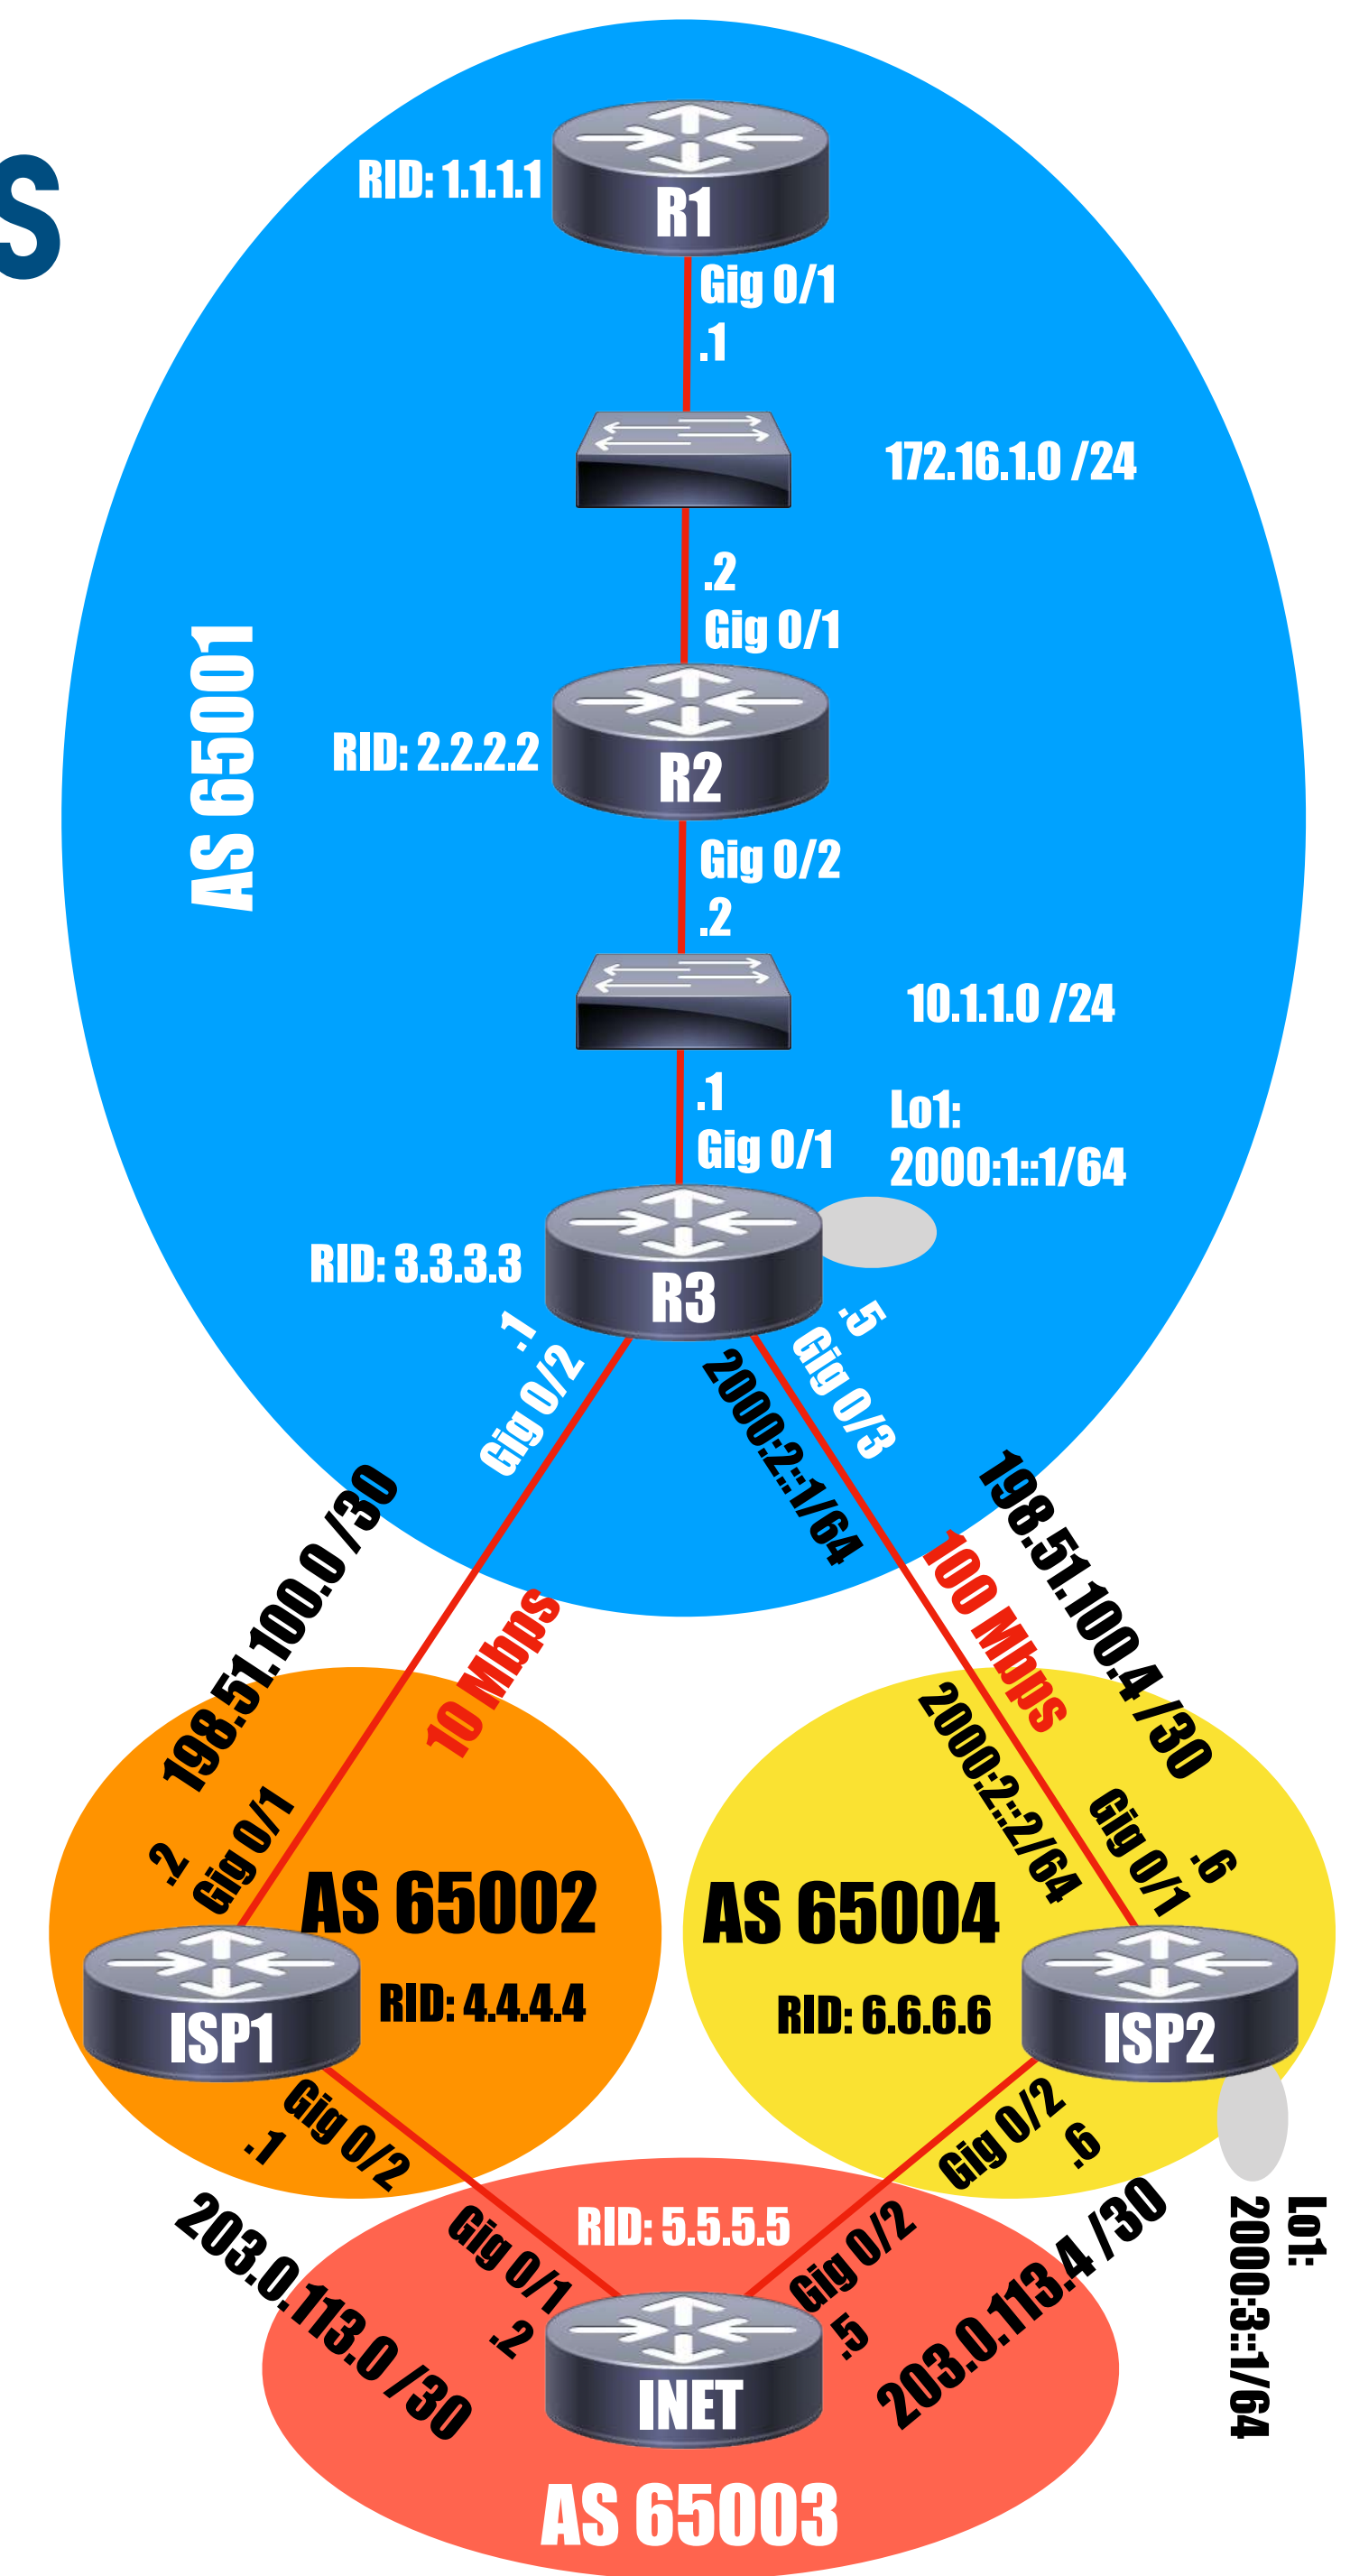 S
RID: 1.1.1.1
R1
Gig 0/1
.1
172.16.1.0 /24
.2
Gig 0/1
AS 65001
RID: 2.2.2.2
R2
Gig 0/2
.2
10.1.1.0 /24
.1
Gig 0/1
Lo1:
2000:1::1/64
RID: 3.3.3.3
R3
.1
Gig 0/2
.5
Gig 0/3
2000:2::1/64
198.51.100.0 /30
10 Mbps
100 Mbps
198.51.100.4 /30
2000:2::2/64
.2
Gig 0/1
Gig 0/1
.6
AS 65002
AS 65004
RID: 4.4.4.4
RID: 6.6.6.6
ISP1
ISP2
Gig 0/2
.1
Gig 0/2
.6
203.0.113.0 /30
Gig 0/1
.2
RID: 5.5.5.5
Gig 0/2
.5
203.0.113.4 /30
Lo1:
2000:3::1/64
INET
AS 65003